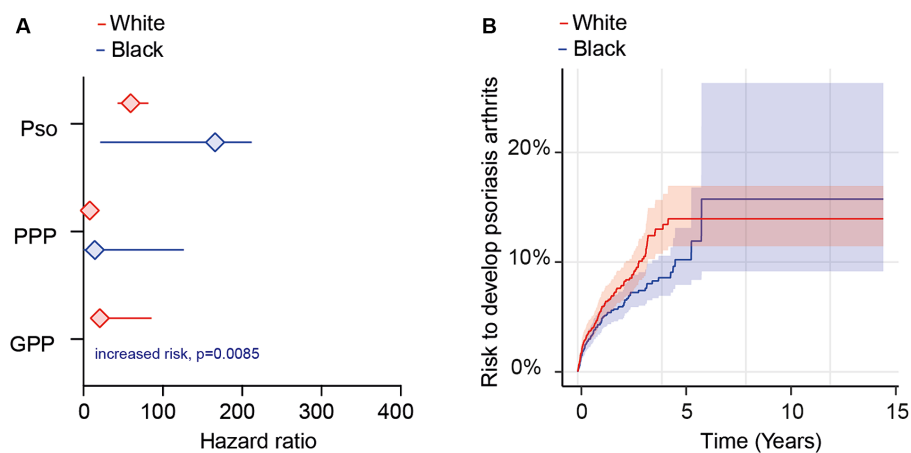 A
White
Black
Pso
PPP
GPP
increased risk, p=0.0085
0 100 200 300 400
Hazard ratio
B
White
Black
Risk to develop psoriasis arthrits
20%
10%
0%
0 5 10 15
Time (Years)